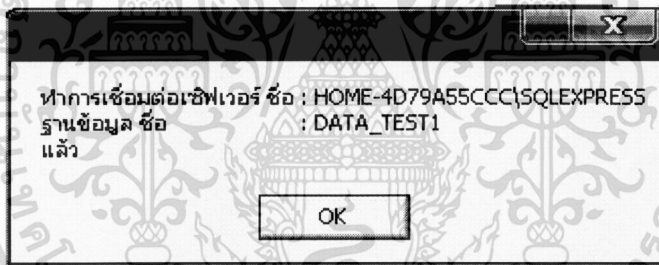 ทำการเชื่อมต่อเซิฟเวอร์ ชื่อ : HOME-4D79A55CCC\SQLEXPRESS
ฐานข้อมูล ชื่อ : DATA_TEST1
แล้ว
OK